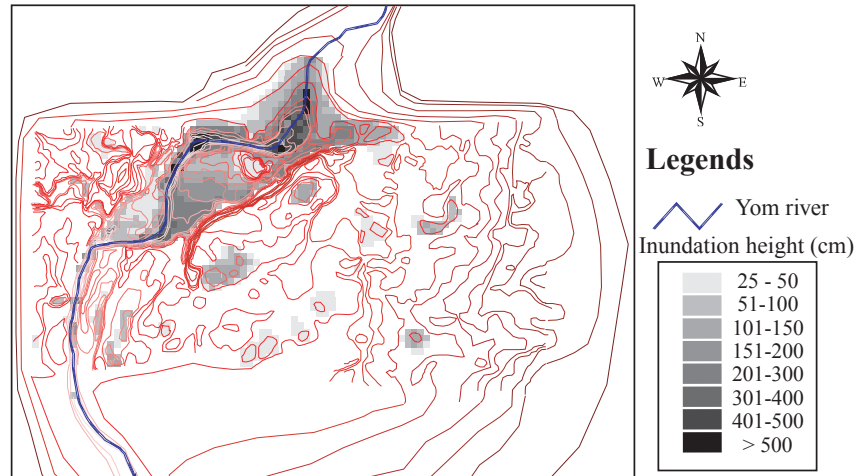 N
W E
S
Legends
Yom river
Inundation height (cm)
25 - 50
51-100
101-150
151-200
201-300
301-400
401-500
> 500